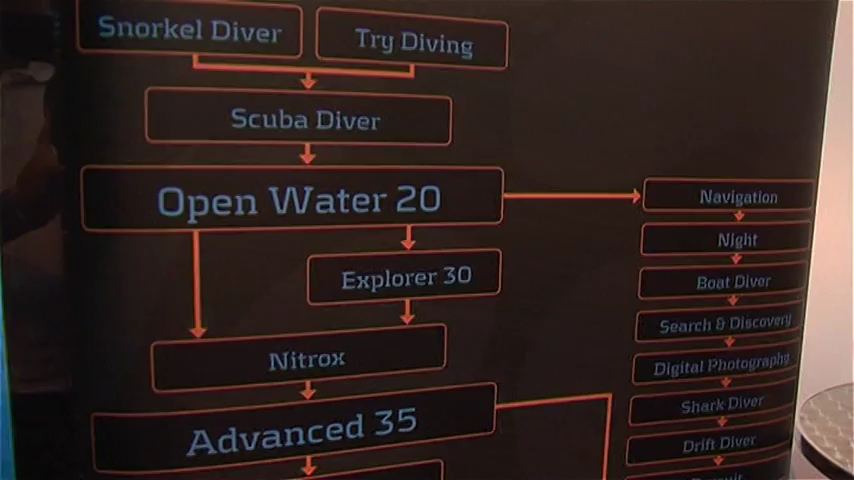 Snorkel Diver
Try Diving
Scuba Diver
Open Water 20
Navigation
Night
Explorer 30
Boat Diver
Search & Discovery
Nitrox
Digital Photography
Shark Diver
Advanced 35
Drift Diver